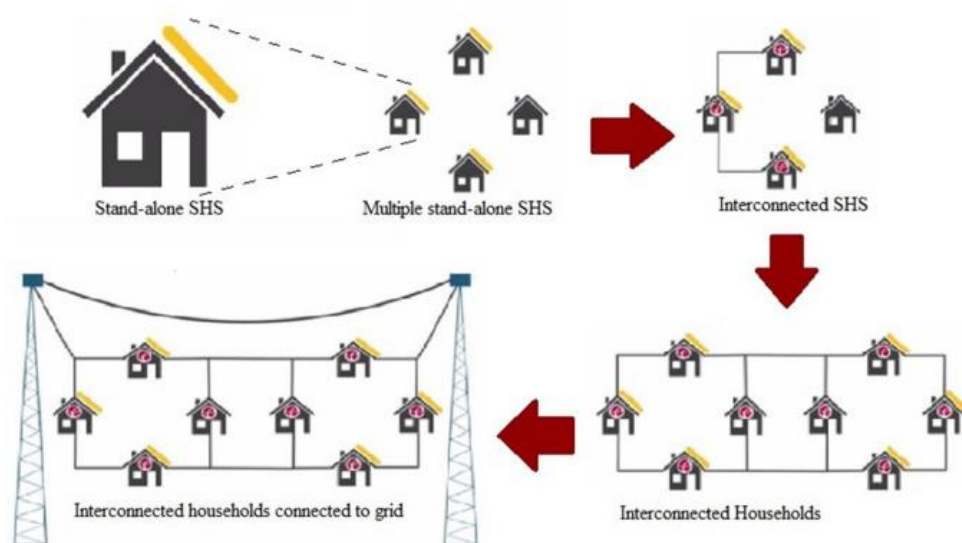 Stand-alone SHS
Multiple stand-alone SHS
Interconnected SHS
Interconnected households connected to grid
Interconnected Households